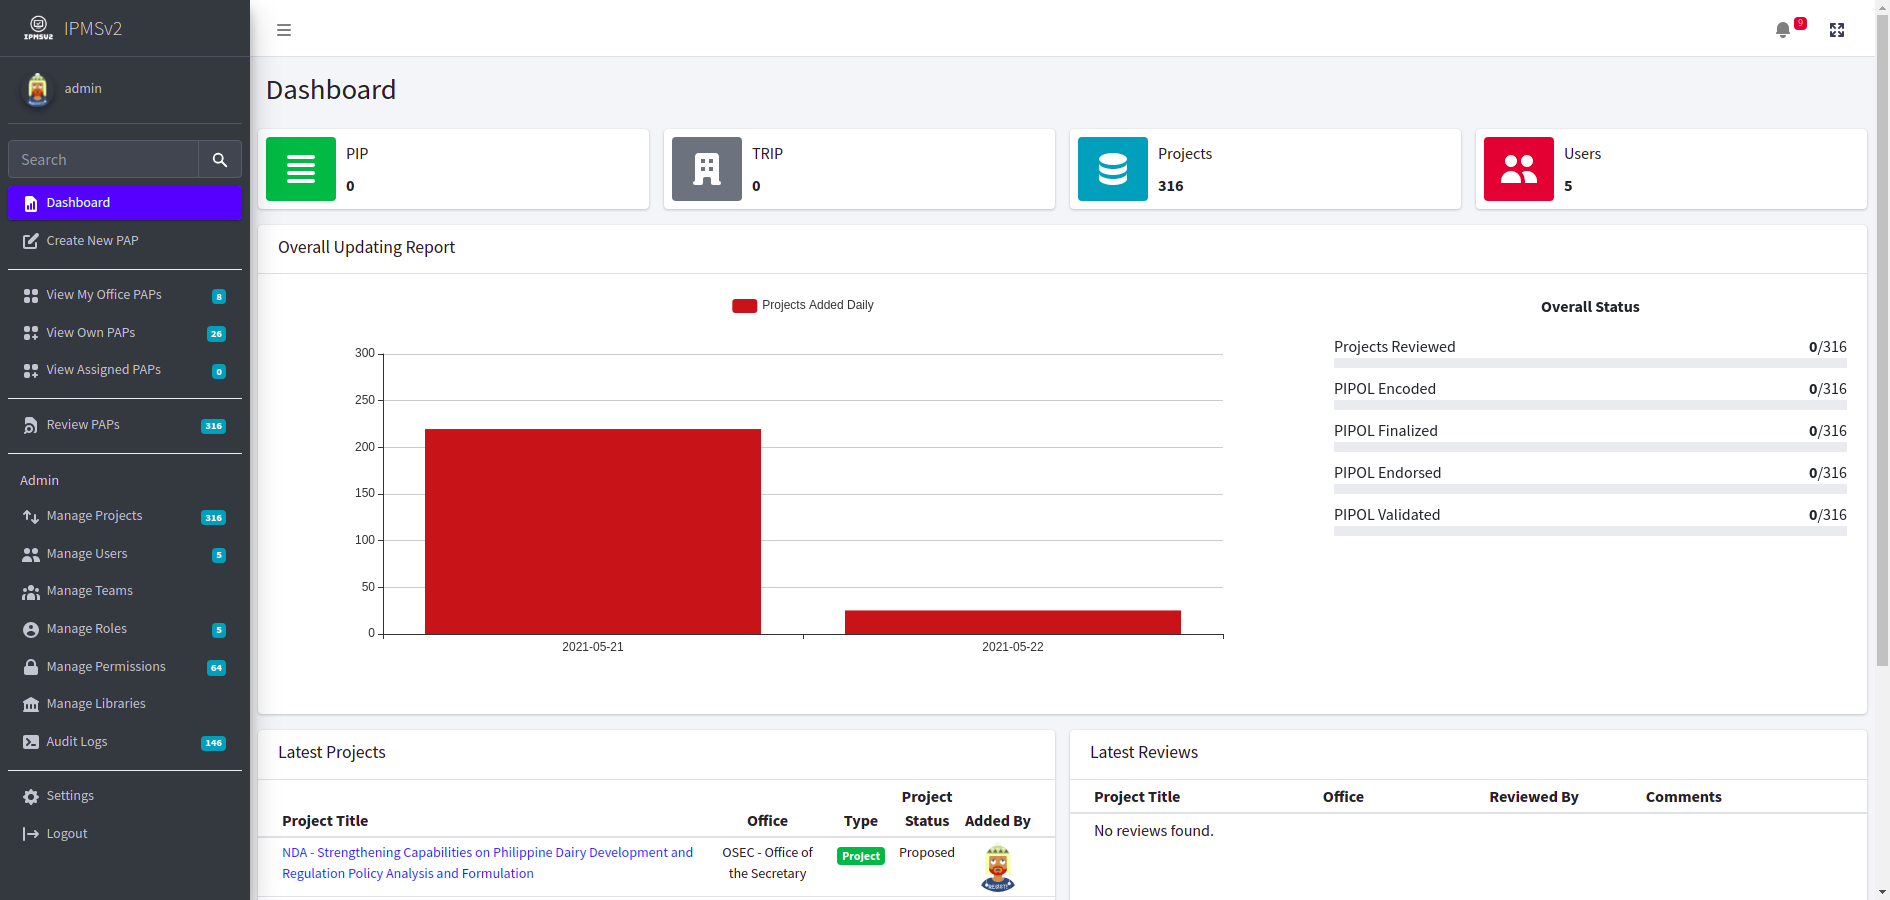 IPMSV2 IPMSv2
9
admin
Search
Dashboard
Create New PAP
View My Office PAPs 8
View Own PAPs 26
View Assigned PAPs 0
Review PAPs 316
Admin
Manage Projects 316
Manage Users 5
Manage Teams
Manage Roles 5
Manage Permissions 64
Manage Libraries
Audit Logs 146
Settings
Logout
Dashboard
PIP
0
TRIP
0
Projects
316
Users
5
Overall Updating Report
Projects Added Daily
300
250
200
150
100
50
0
2021-05-21 2021-05-22
Overall Status
Projects Reviewed 0/316
PIPOL Encoded 0/316
PIPOL Finalized 0/316
PIPOL Endorsed 0/316
PIPOL Validated 0/316
Latest Projects
Project Title Office Type Project Status Added By
NDA - Strengthening Capabilities on Philippine Dairy Development and
Regulation Policy Analysis and Formulation
OSEC - Office of
the Secretary
Project
Proposed
Latest Reviews
Project Title Office Reviewed By Comments
No reviews found.